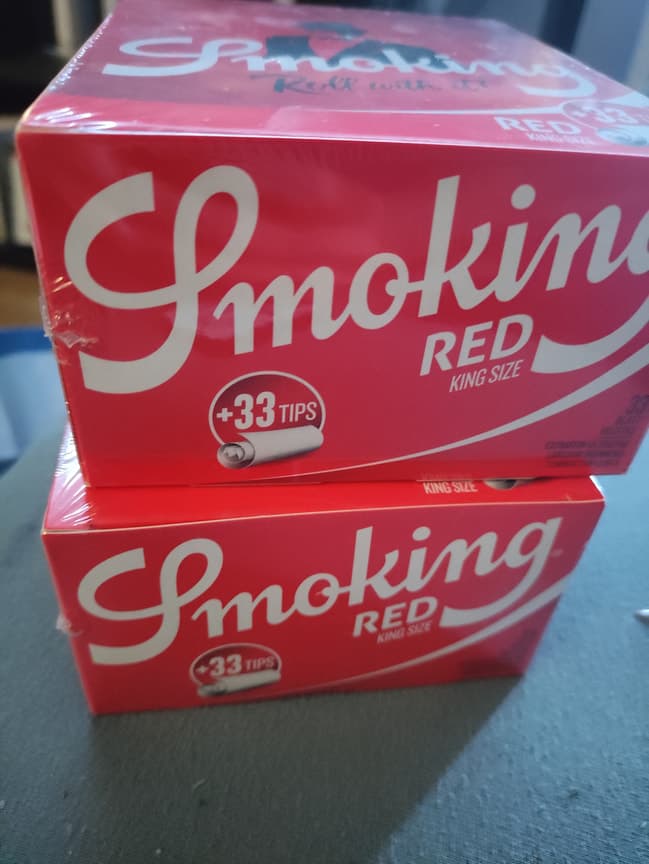 Smoking
Roll with it!
RED +33
KING SIZE
Smoking
RED
KING SIZE
+33 TIPS
KING SIZE
Smoking
RED
KING SIZE
+33 TIPS